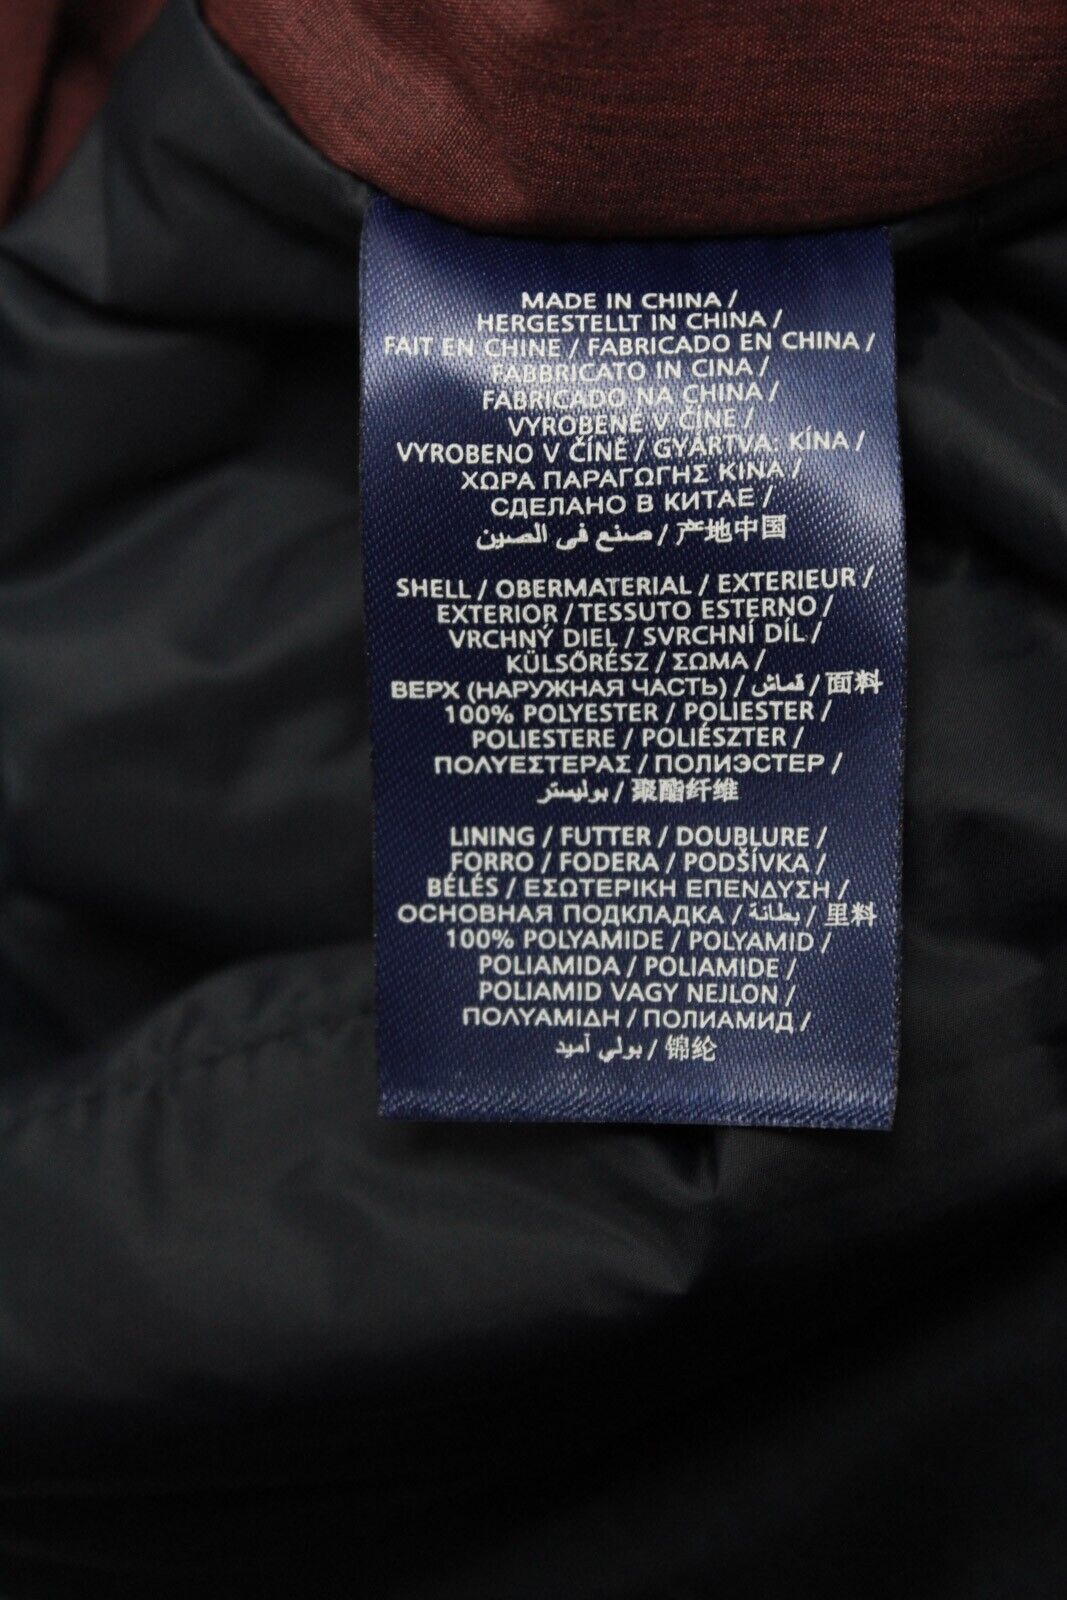 MADE IN CHINA /
HERGESTELLT IN CHINA /
FAIT EN CHINE / FABRICADO EN CHINA /
FABBRICATO IN CINA /
FABRICADO NA CHINA /
VYROBENÉ V ČÍNE /
VYROBENO V ČÍNĚ / GYÁRTVA: KÍNA /
ΧΩΡΑ ΠΑΡΑΓΩΓΗΣ ΚΙΝΑ /
СДЕЛАНО В КИТАЕ /
صنع فى الصين / 产地中国
SHELL / OBERMATERIAL / EXTERIEUR /
EXTERIOR / TESSUTO ESTERNO /
VRCHNÝ DIEL / SVRCHNÍ DÍL /
KÜLSŐRÉSZ / ΣΩΜΑ /
ВЕРХ (НАРУЖНАЯ ЧАСТЬ) / قماش / 面料
100% POLYESTER / POLIESTER /
POLIESTERE / POLIÉSZTER /
ΠΟΛΥΕΣΤΕΡΑΣ / ПОЛИЭСТЕР /
بوليستر / 聚酯纤维
LINING / FUTTER / DOUBLURE /
FORRO / FODERA / PODŠÍVKA /
BÉLÉS / ΕΣΩΤΕΡΙΚΗ ΕΠΕΝΔΥΣΗ /
ОСНОВНАЯ ПОДКЛАДКА / بطانة / 里料
100% POLYAMIDE / POLYAMID /
POLIAMIDA / POLIAMIDE /
POLIAMID VAGY NEJLON /
ΠΟΛΥΑΜΙΔΗ / ПОЛИАМИД /
بولي آميد / 锦纶